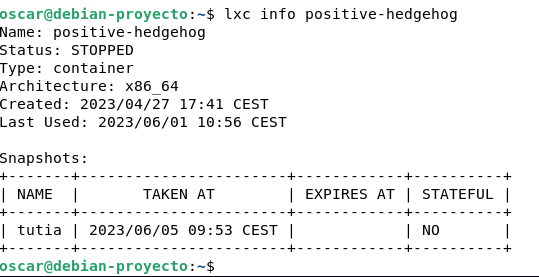 oscar@debian-proyecto:~$ lxc info positive-hedgehog
Name: positive-hedgehog
Status: STOPPED
Type: container
Architecture: x86_64
Created: 2023/04/27 17:41 CEST
Last Used: 2023/06/01 10:56 CEST

Snapshots:
+-------+-----------------------+------------+----------+
| NAME  |       TAKEN AT        | EXPIRES AT | STATEFUL |
+-------+-----------------------+------------+----------+
| tutia | 2023/06/05 09:53 CEST |            | NO       |
+-------+-----------------------+------------+----------+
oscar@debian-proyecto:~$